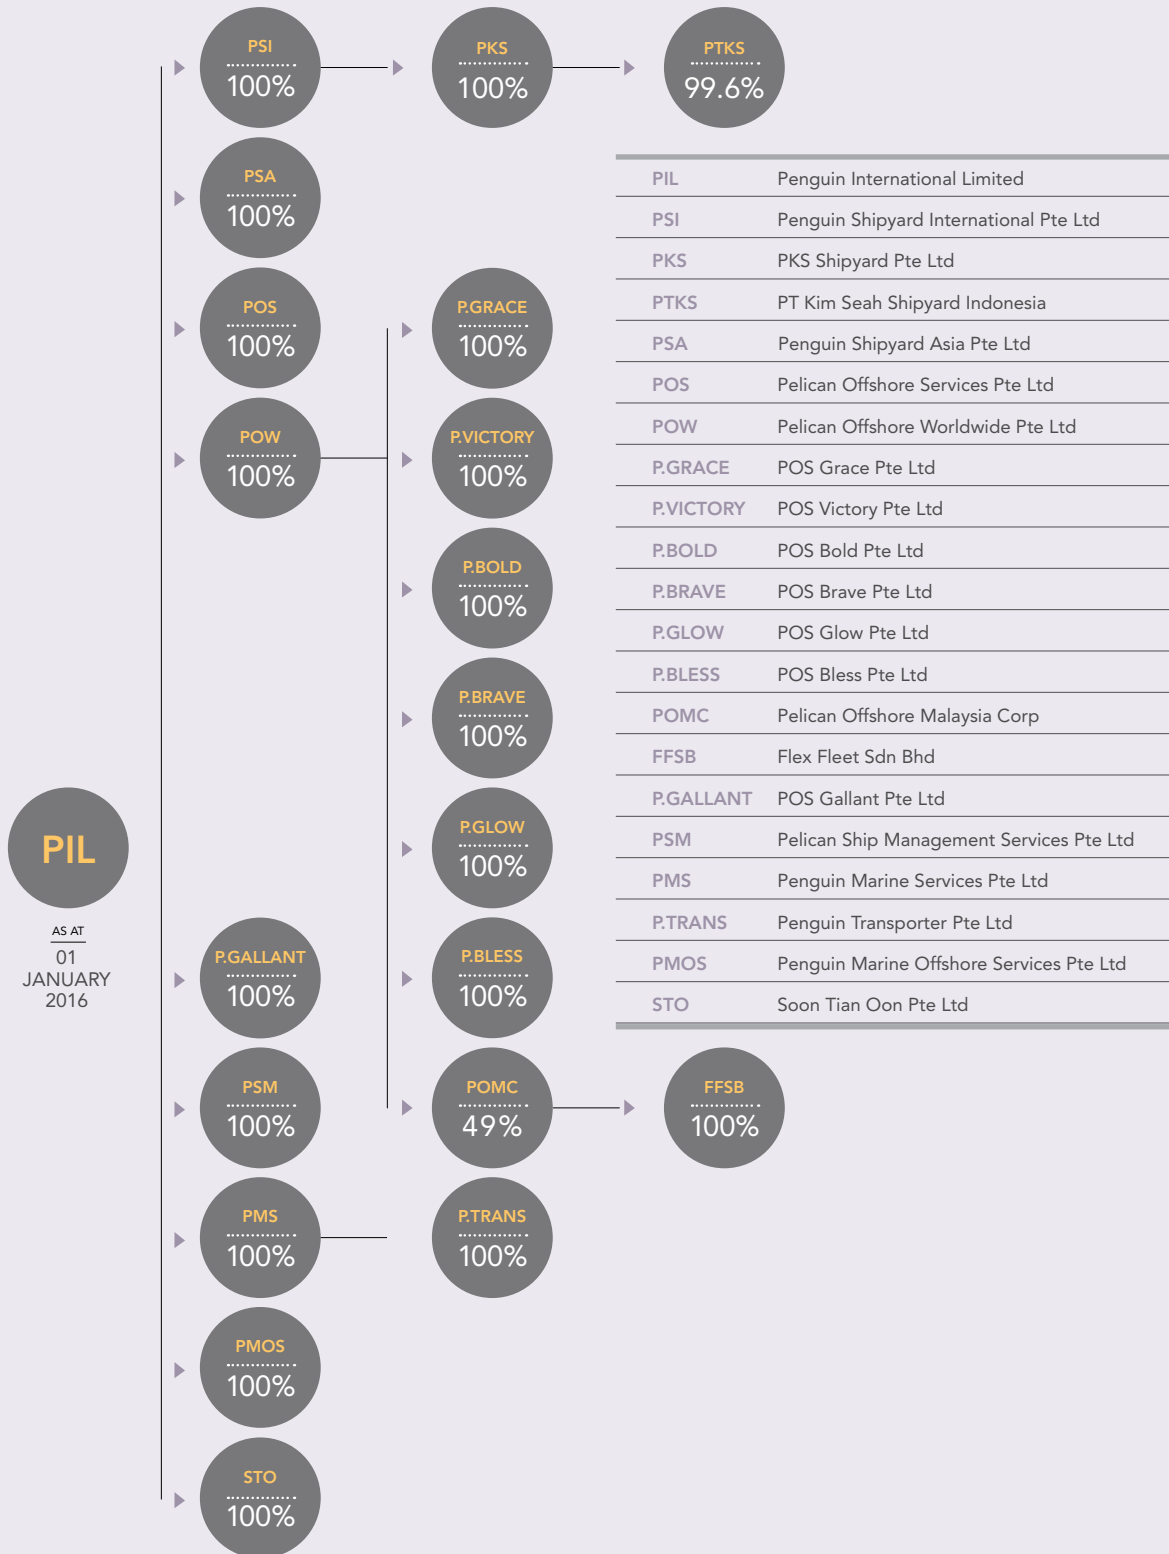 PSI
100%
PKS
100%
PTKS
99.6%
PSA
100%
POS
100%
P.GRACE
100%
POW
100%
P.VICTORY
100%
P.BOLD
100%
P.BRAVE
100%
P.GLOW
100%
PIL
AS AT
01
JANUARY
2016
P.GALLANT
100%
P.BLESS
100%
PSM
100%
POMC
49%
FFSB
100%
PMS
100%
P.TRANS
100%
PMOS
100%
STO
100%
PIL Penguin International Limited
PSI Penguin Shipyard International Pte Ltd
PKS PKS Shipyard Pte Ltd
PTKS PT Kim Seah Shipyard Indonesia
PSA Penguin Shipyard Asia Pte Ltd
POS Pelican Offshore Services Pte Ltd
POW Pelican Offshore Worldwide Pte Ltd
P.GRACE POS Grace Pte Ltd
P.VICTORY POS Victory Pte Ltd
P.BOLD POS Bold Pte Ltd
P.BRAVE POS Brave Pte Ltd
P.GLOW POS Glow Pte Ltd
P.BLESS POS Bless Pte Ltd
POMC Pelican Offshore Malaysia Corp
FFSB Flex Fleet Sdn Bhd
P.GALLANT POS Gallant Pte Ltd
PSM Pelican Ship Management Services Pte Ltd
PMS Penguin Marine Services Pte Ltd
P.TRANS Penguin Transporter Pte Ltd
PMOS Penguin Marine Offshore Services Pte Ltd
STO Soon Tian Oon Pte Ltd